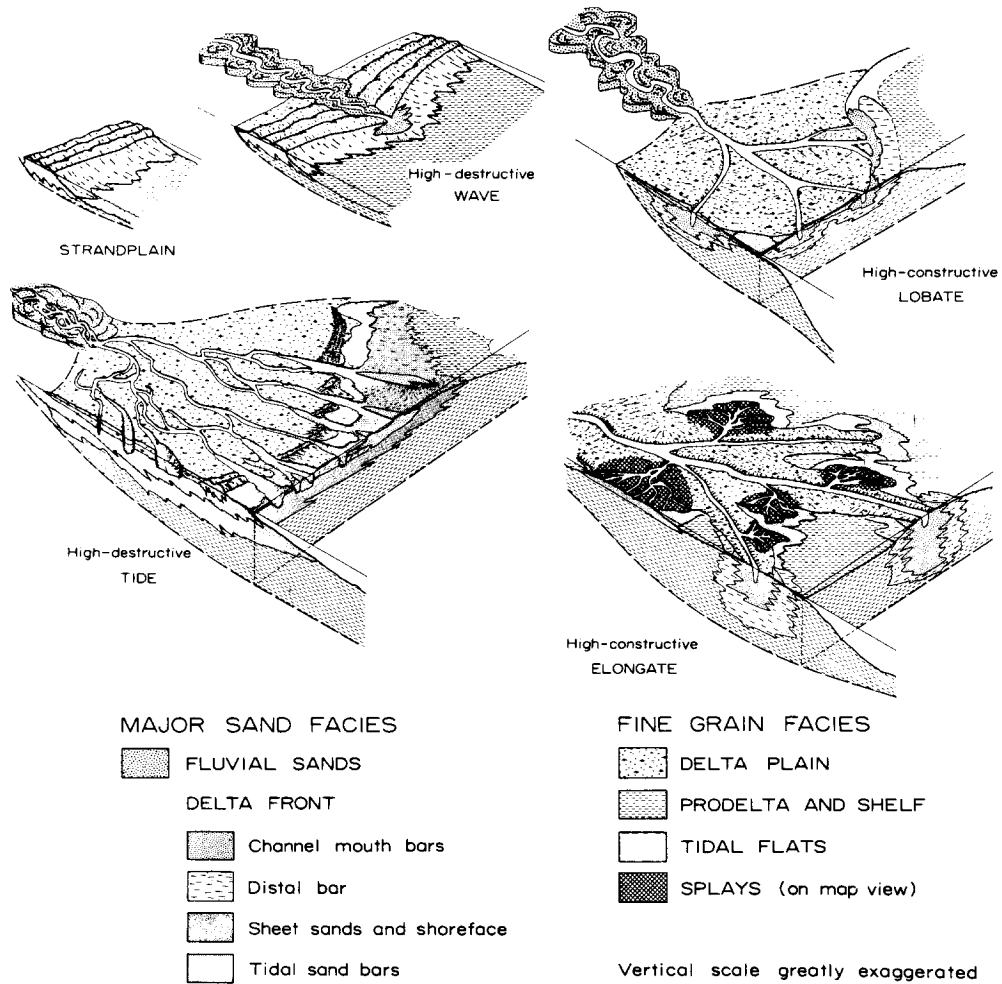 High-destructive
WAVE
STRANDPLAIN
High-constructive
LOBATE
High-destructive
TIDE
High-constructive
ELONGATE
MAJOR SAND FACIES
FLUVIAL SANDS
DELTA FRONT
Channel mouth bars
Distal bar
Sheet sands and shoreface
Tidal sand bars
FINE GRAIN FACIES
DELTA PLAIN
PRODELTA AND SHELF
TIDAL FLATS
SPLAYS (on map view)
Vertical scale greatly exaggerated